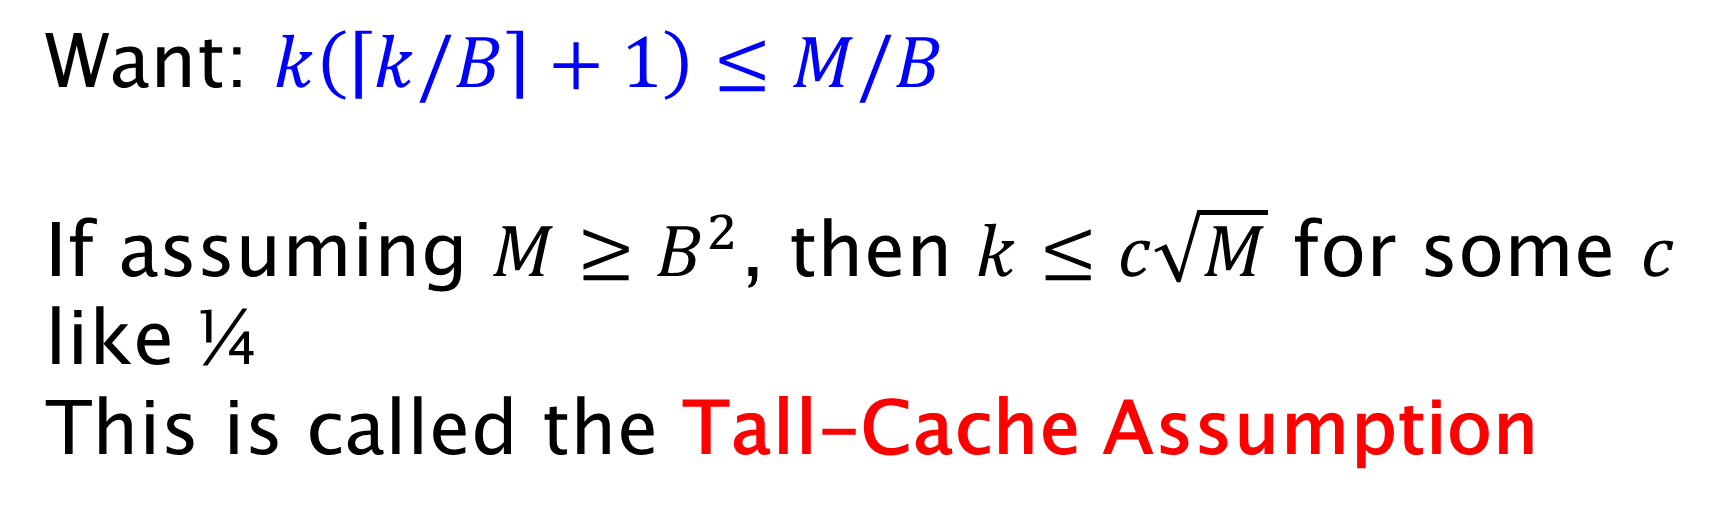 Want: k(⌈k/B⌉ + 1) ≤ M/B
If assuming M ≥ B², then k ≤ c√M for some c
like ¼
This is called the Tall-Cache Assumption